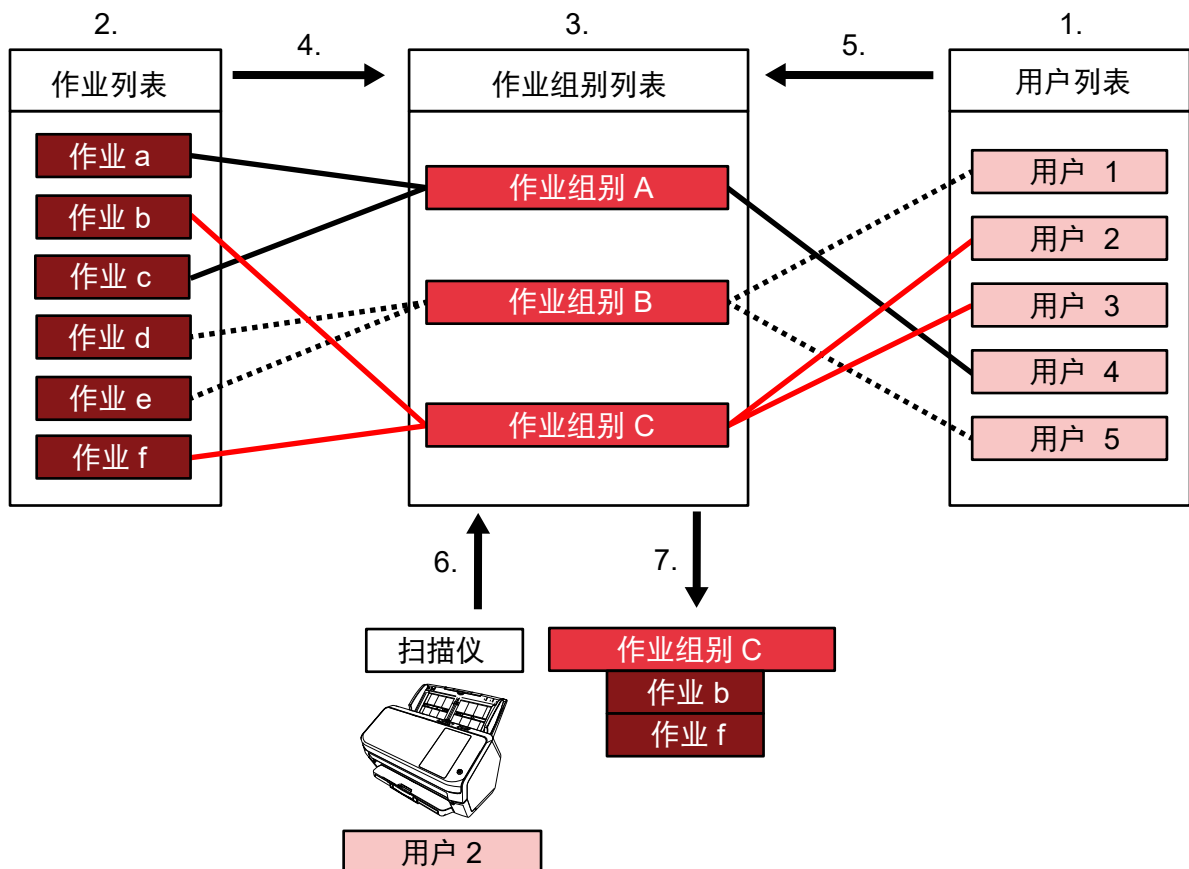 2.
4.
3.
5.
1.
作业列表
作业组别列表
用户列表
作业 a
作业 b
作业 c
作业 d
作业 e
作业 f
作业组别 A
作业组别 B
作业组别 C
用户 1
用户 2
用户 3
用户 4
用户 5
6.
7.
扫描仪
作业组别 C
作业 b
作业 f
用户 2